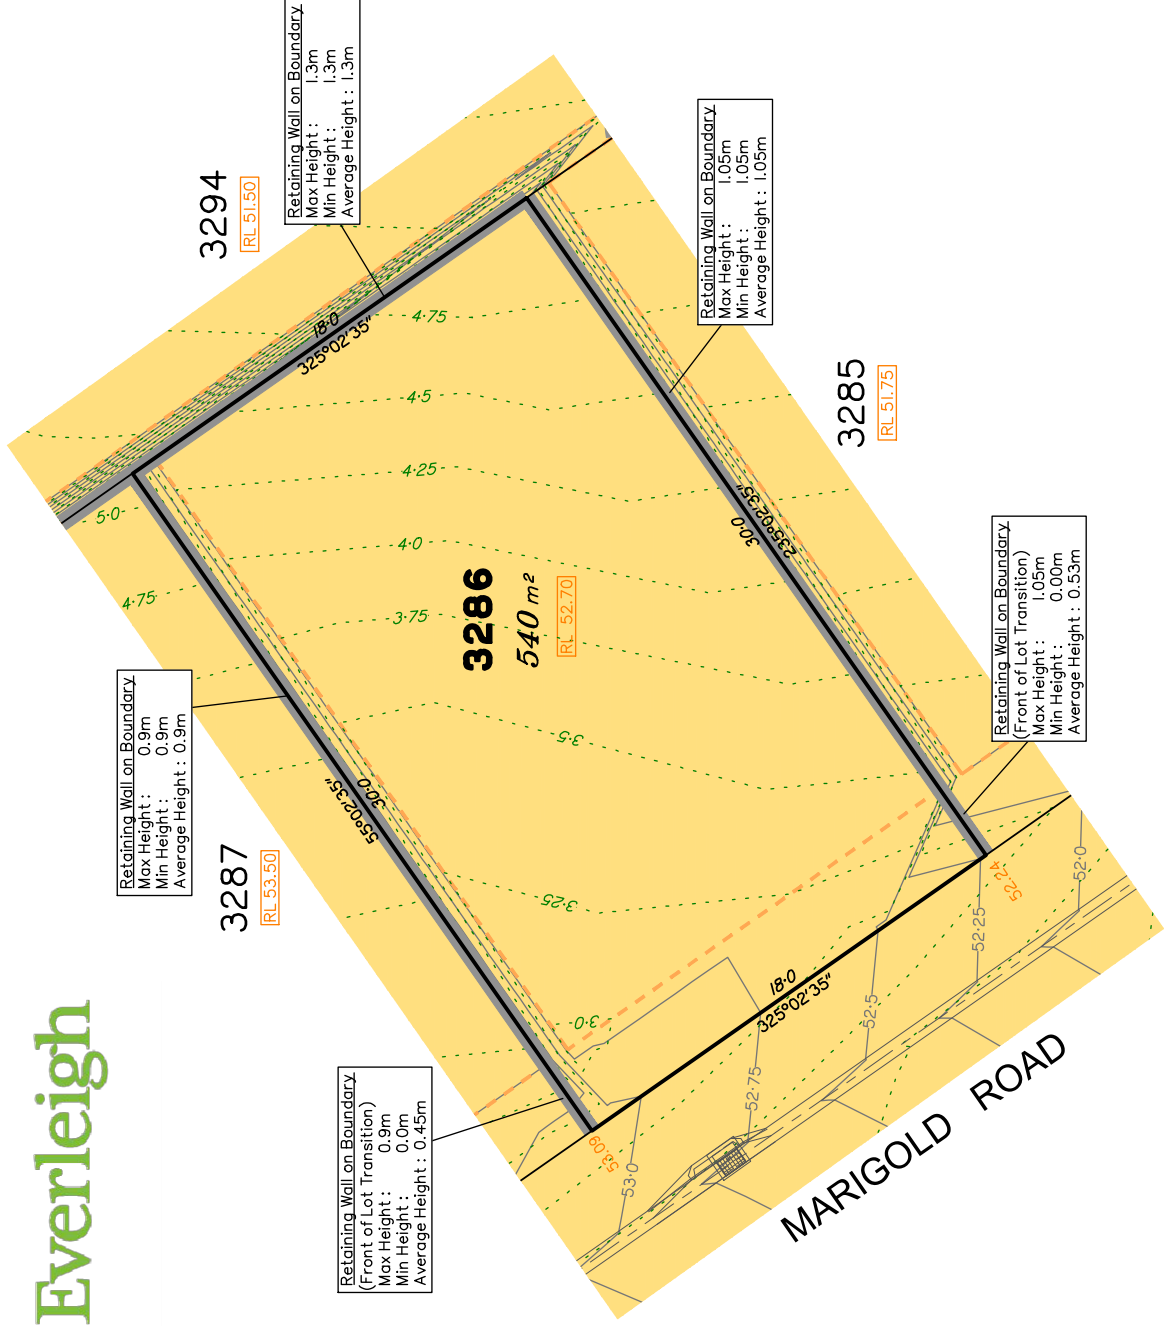 Everleigh
3294
RL 51.50
Retaining Wall on Boundary
Max Height : 1.3m
Min Height : 1.3m
Average Height : 1.3m
Retaining Wall on Boundary
Max Height : 1.05m
Min Height : 1.05m
Average Height : 1.05m
3285
RL 51.75
Retaining Wall on Boundary
(Front of Lot Transition)
Max Height : 1.05m
Min Height : 0.00m
Average Height : 0.53m
Retaining Wall on Boundary
Max Height : 0.9m
Min Height : 0.9m
Average Height : 0.9m
3287
RL 53.50
Retaining Wall on Boundary
(Front of Lot Transition)
Max Height : 0.9m
Min Height : 0.0m
Average Height : 0.45m
3286
540 m²
RL 52.70
18·0
325°02'35"
30·0
235°02'35"
55°02'35"
30·0
18·0
325°02'35"
5·0
4·75
4·75
4·5
4·25
4·0
3·75
3·5
3·25
3·0
53.09
52.24
53·0
52·75
52·5
52·25
52·0
MARIGOLD ROAD